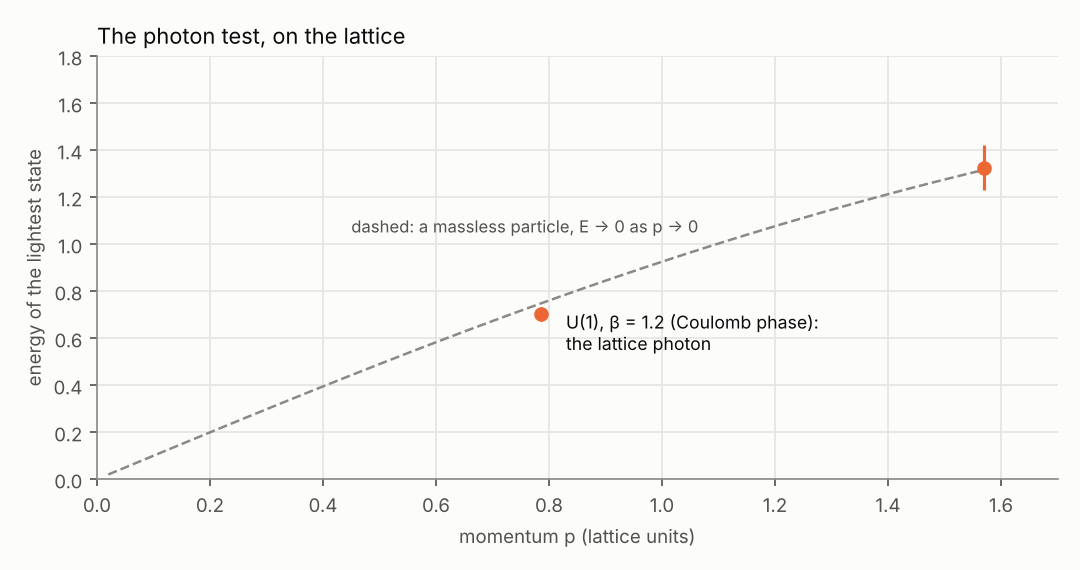 The photon test, on the lattice
1.8
1.6
1.4
1.2
1.0
0.8
0.6
0.4
0.2
0.0
energy of the lightest state
dashed: a massless particle, E → 0 as p → 0
U(1), β = 1.2 (Coulomb phase):
the lattice photon
0.0 0.2 0.4 0.6 0.8 1.0 1.2 1.4 1.6
momentum p (lattice units)